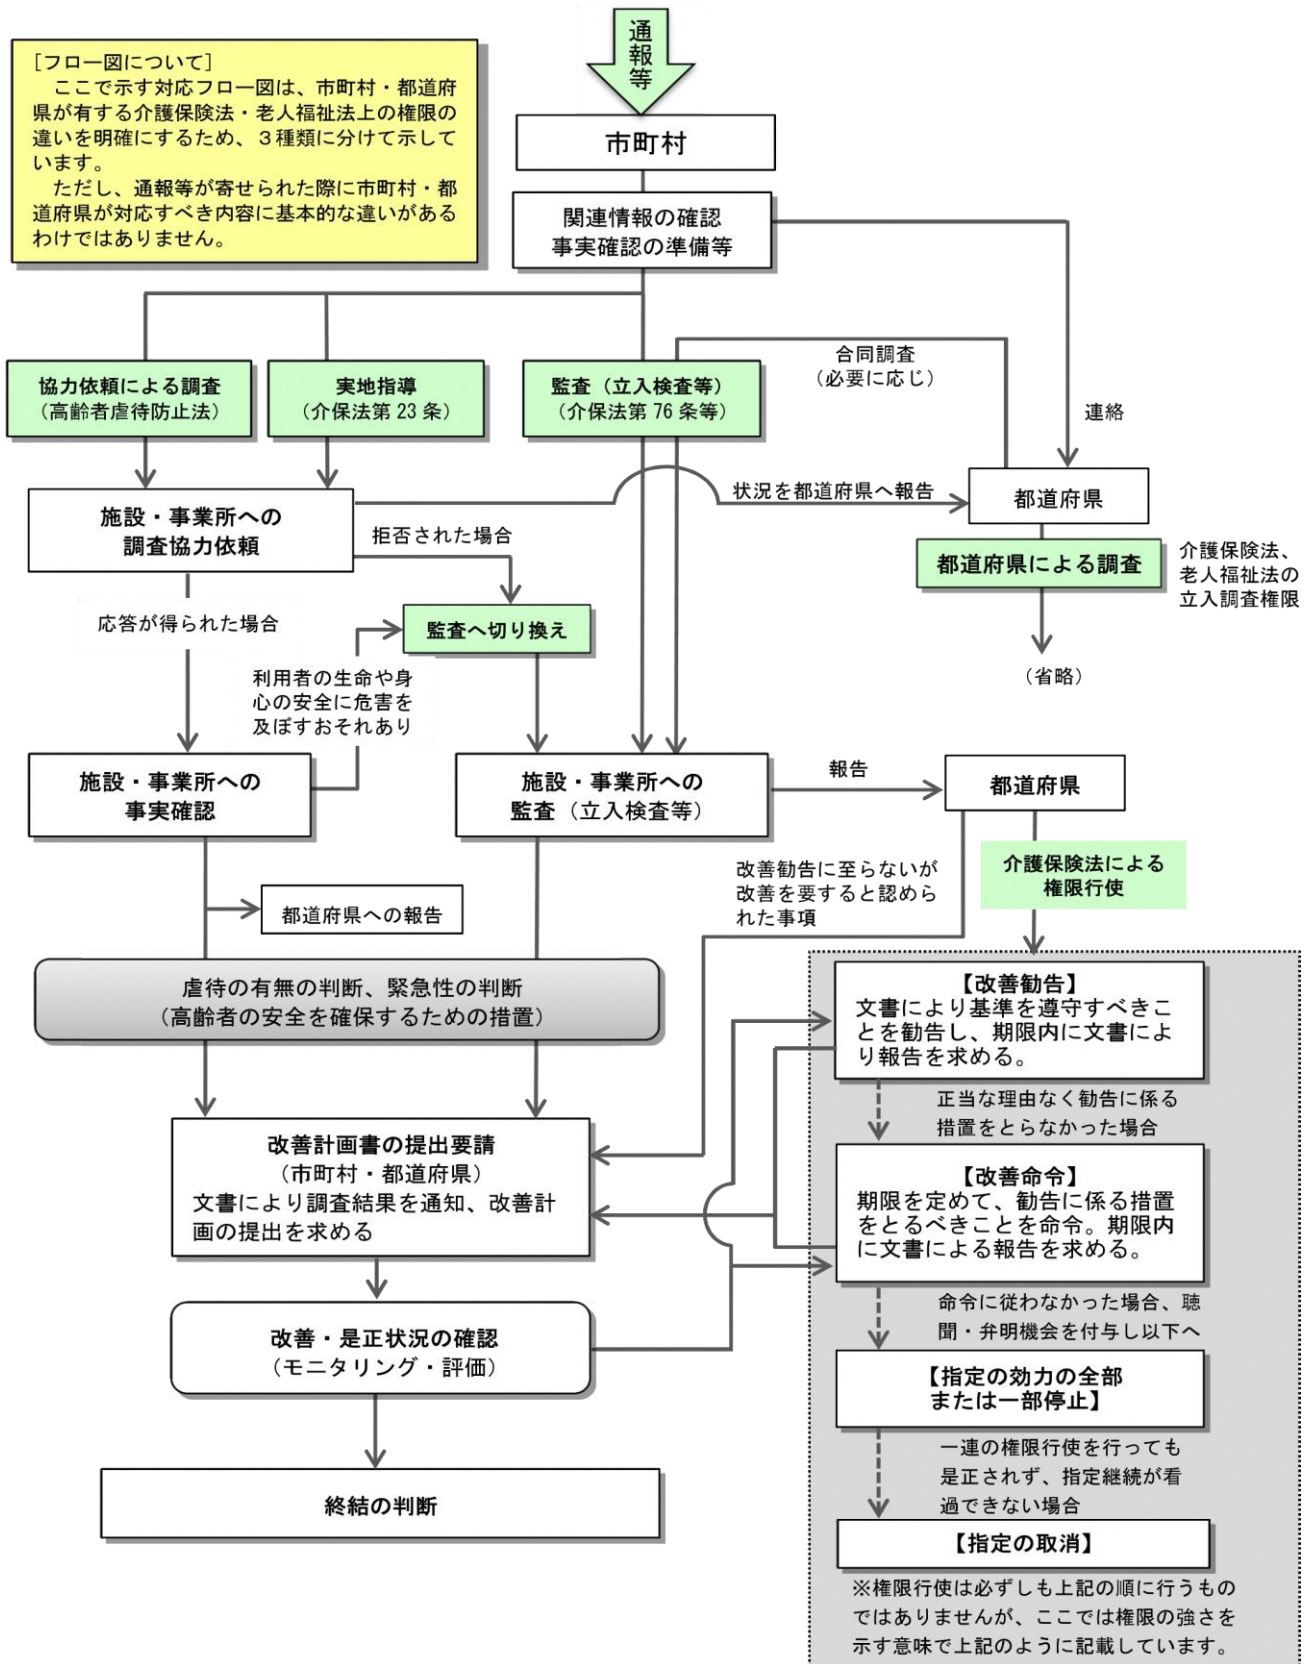 通報等
[フロー図について]
ここで示す対応フロー図は、市町村・都道府
県が有する介護保険法・老人福祉法上の権限の
違いを明確にするため、３種類に分けて示して
います。
ただし、通報等が寄せられた際に市町村・都
道府県が対応すべき内容に基本的な違いがある
わけではありません。
市町村
関連情報の確認
事実確認の準備等
協力依頼による調査
（高齢者虐待防止法）
実地指導
（介保法第 23 条）
監査（立入検査等）
（介保法第 76 条等）
合同調査
（必要に応じ）
連絡
施設・事業所への
調査協力依頼
状況を都道府県へ報告
都道府県
拒否された場合
都道府県による調査
介護保険法、
老人福祉法の
立入調査権限
応答が得られた場合
監査へ切り換え
（省略）
利用者の生命や身
心の安全に危害を
及ぼすおそれあり
施設・事業所への
事実確認
施設・事業所への
監査（立入検査等）
報告
都道府県
改善勧告に至らないが
改善を要すると認めら
れた事項
介護保険法による
権限行使
都道府県への報告
虐待の有無の判断、緊急性の判断
（高齢者の安全を確保するための措置）
【改善勧告】
文書により基準を遵守すべきこ
とを勧告し、期限内に文書によ
り報告を求める。
正当な理由なく勧告に係る
措置をとらなかった場合
改善計画書の提出要請
（市町村・都道府県）
文書により調査結果を通知、改善計
画の提出を求める
【改善命令】
期限を定めて、勧告に係る措置
をとるべきことを命令。期限内
に文書による報告を求める。
命令に従わなかった場合、聴
聞・弁明機会を付与し以下へ
改善・是正状況の確認
（モニタリング・評価）
【指定の効力の全部
または一部停止】
一連の権限行使を行っても
是正されず、指定継続が看
過できない場合
終結の判断
【指定の取消】
※権限行使は必ずしも上記の順に行うもの
ではありませんが、ここでは権限の強さを
示す意味で上記のように記載しています。